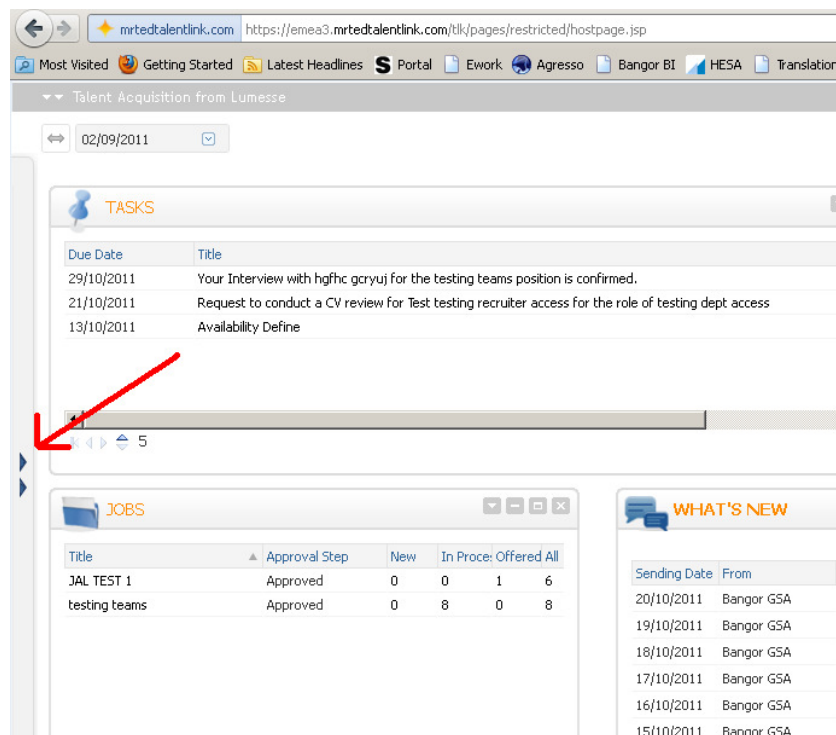 mrtedtalentlink.com https://emea3.mrtedtalentlink.com/tlk/pages/restricted/hostpage.jsp
Most Visited Getting Started Latest Headlines S Portal Ework Agresso Bangor BI HESA Translation
Talent Acquisition from Lumesse
02/09/2011
TASKS
Due Date Title
29/10/2011 Your Interview with hgfhc gcryuj for the testing teams position is confirmed.
21/10/2011 Request to conduct a CV review for Test testing recruiter access for the role of testing dept access
13/10/2011 Availability Define
5
JOBS
Title Approval Step New In Proce: Offered All
JAL TEST 1 Approved 0 0 1 6
testing teams Approved 0 8 0 8
WHAT'S NEW
Sending Date From
20/10/2011 Bangor GSA
19/10/2011 Bangor GSA
18/10/2011 Bangor GSA
17/10/2011 Bangor GSA
16/10/2011 Bangor GSA
15/10/2011 Bangor GSA